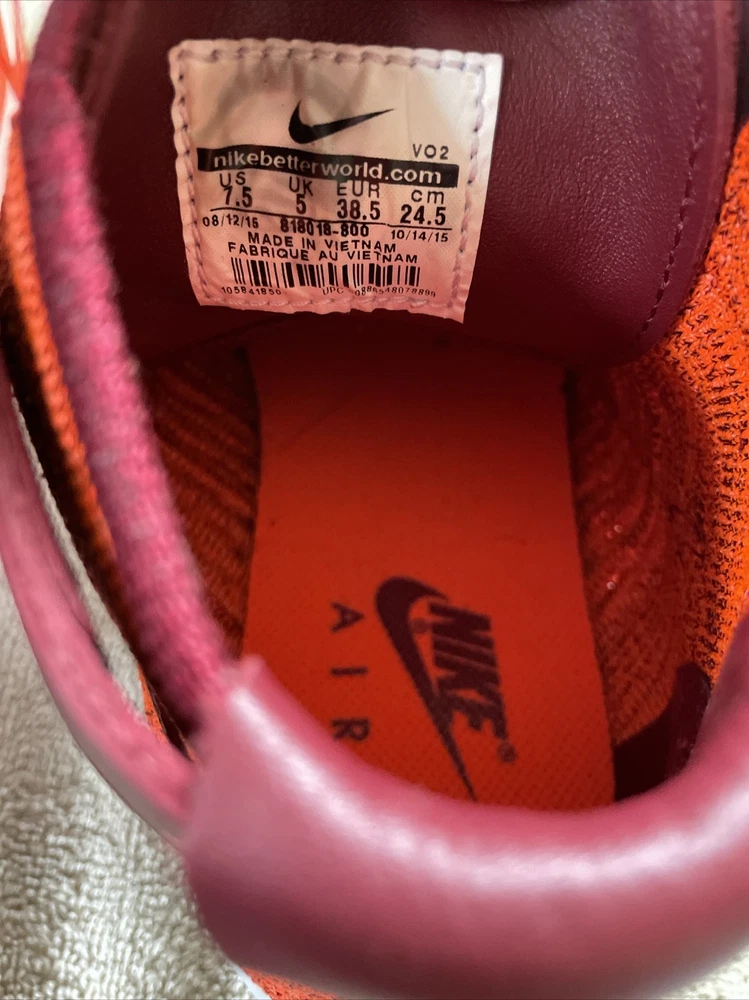 VO2
nikebetterworld.com
US UK EUR cm
7.5 5 38.5 24.5
08/12/15 818018-800 10/14/15
MADE IN VIETNAM
FABRIQUE AU VIETNAM
UPC
NIKE
AIR